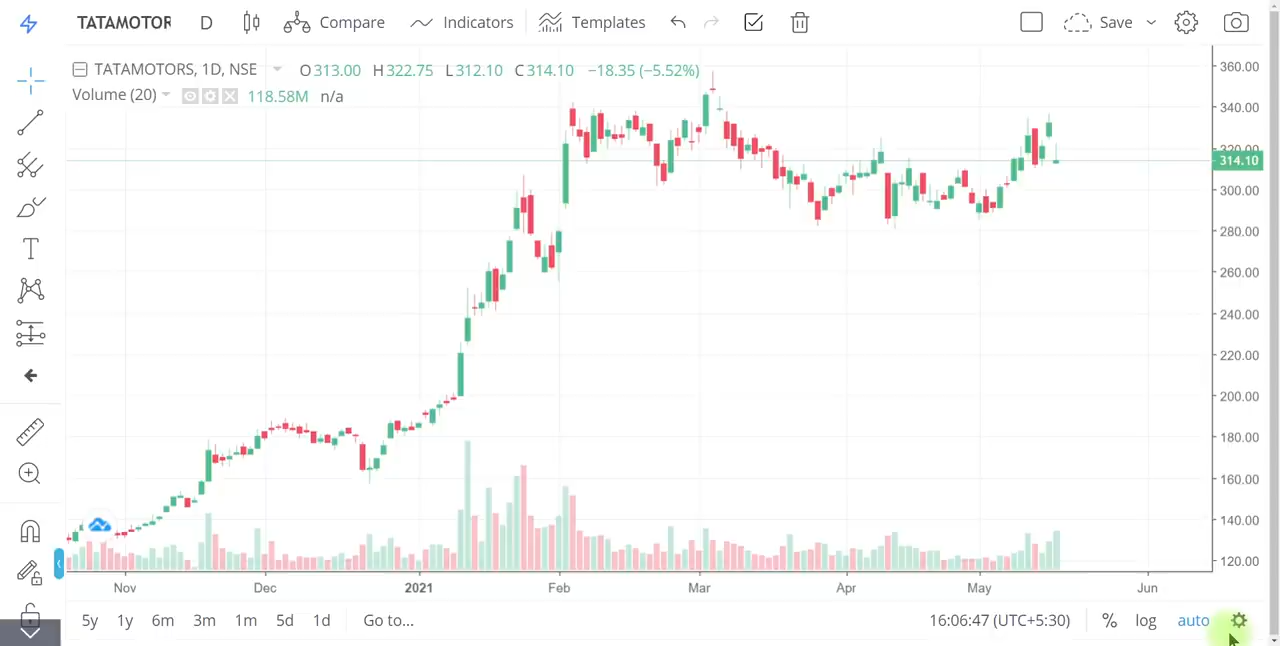 TATAMOTOR D Compare Indicators Templates Save
TATAMOTORS, 1D, NSE O313.00 H322.75 L312.10 C314.10 −18.35 (−5.52%)
Volume (20) 118.58M n/a
360.00
340.00
320.00
314.10
300.00
280.00
260.00
240.00
220.00
200.00
180.00
160.00
140.00
120.00
Nov Dec 2021 Feb Mar Apr May Jun
5y 1y 6m 3m 1m 5d 1d Go to... 16:06:47 (UTC+5:30) % log auto